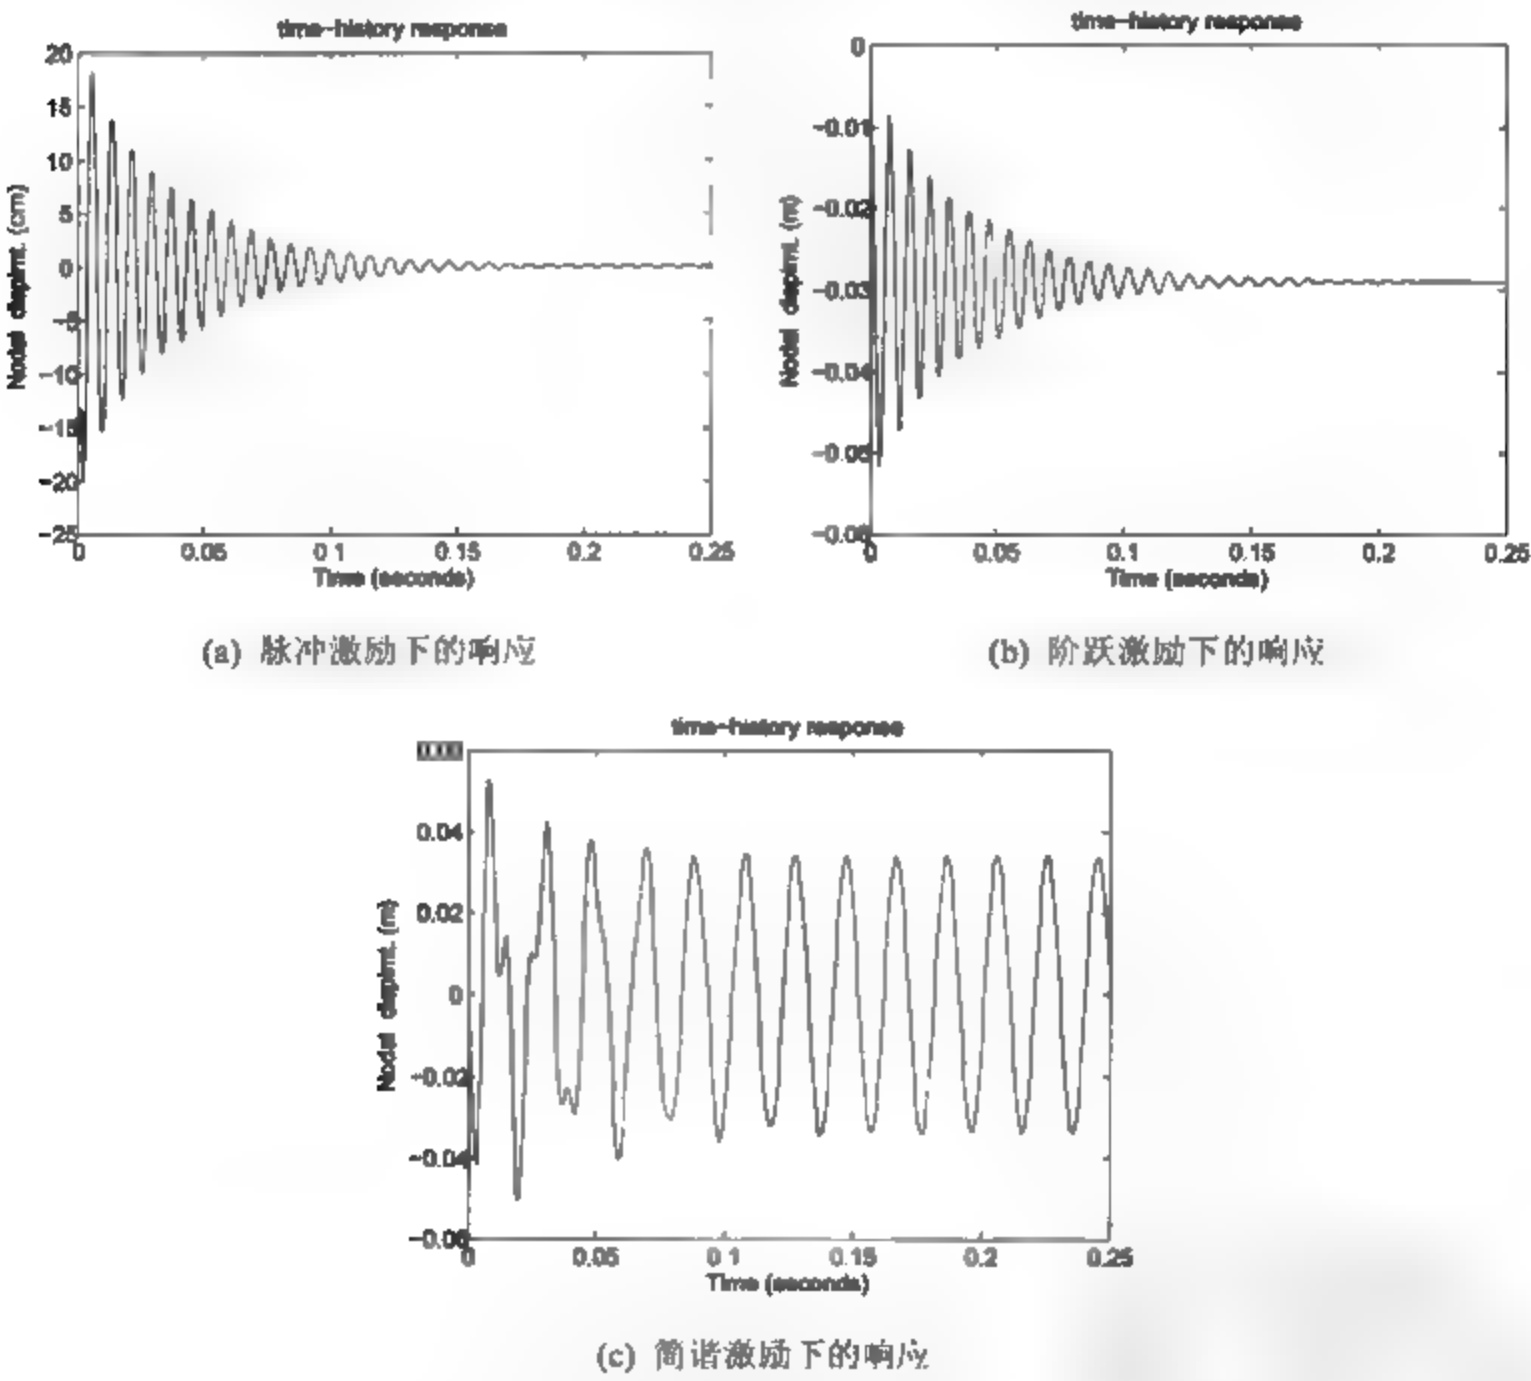 time-history response
20
15
10
5
0
-5
-10
-15
-20
-25
Nodal displmt. (cm)
0 0.05 0.1 0.15 0.2 0.25
Time (seconds)
(a) 脉冲激励下的响应
time-history response
0
-0.01
-0.02
-0.03
-0.04
-0.05
-0.06
Nodal displmt. (m)
0 0.05 0.1 0.15 0.2 0.25
Time (seconds)
(b) 阶跃激励下的响应
time-history response
0.04
0.02
0
-0.02
-0.04
-0.06
Nodal displmt. (m)
0 0.05 0.1 0.15 0.2 0.25
Time (seconds)
(c) 简谐激励下的响应